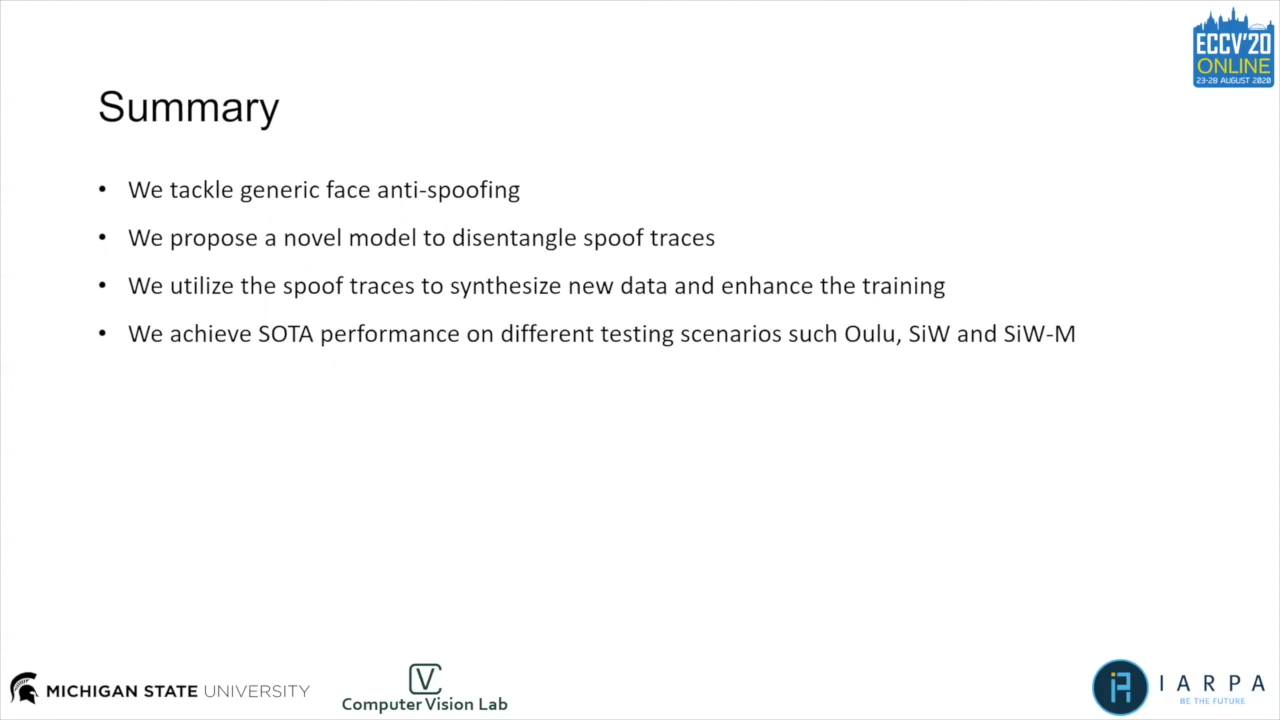 ECCV'20
ONLINE
23-28 AUGUST 2020
Summary
• We tackle generic face anti-spoofing
• We propose a novel model to disentangle spoof traces
• We utilize the spoof traces to synthesize new data and enhance the training
• We achieve SOTA performance on different testing scenarios such Oulu, SiW and SiW-M
MICHIGAN STATE UNIVERSITY
CV
Computer Vision Lab
IARPA
BE THE FUTURE